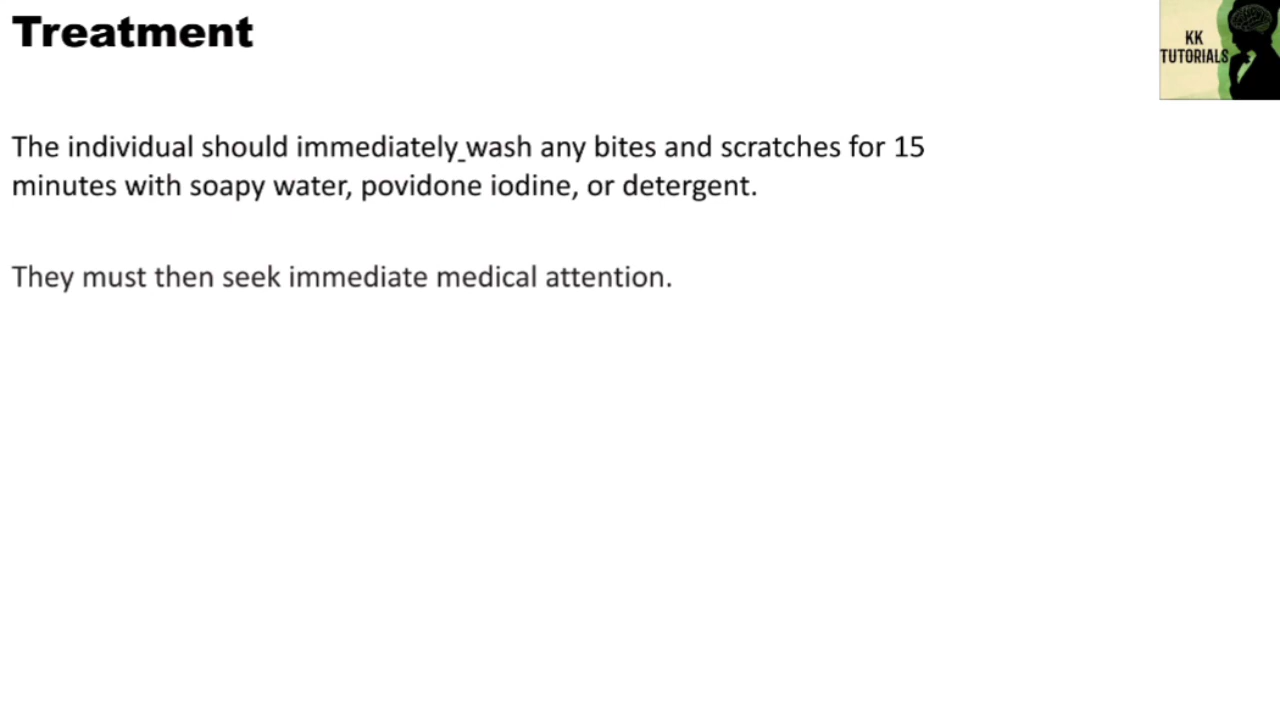 Treatment
KK
TUTORIALS
The individual should immediately wash any bites and scratches for 15
minutes with soapy water, povidone iodine, or detergent.
They must then seek immediate medical attention.